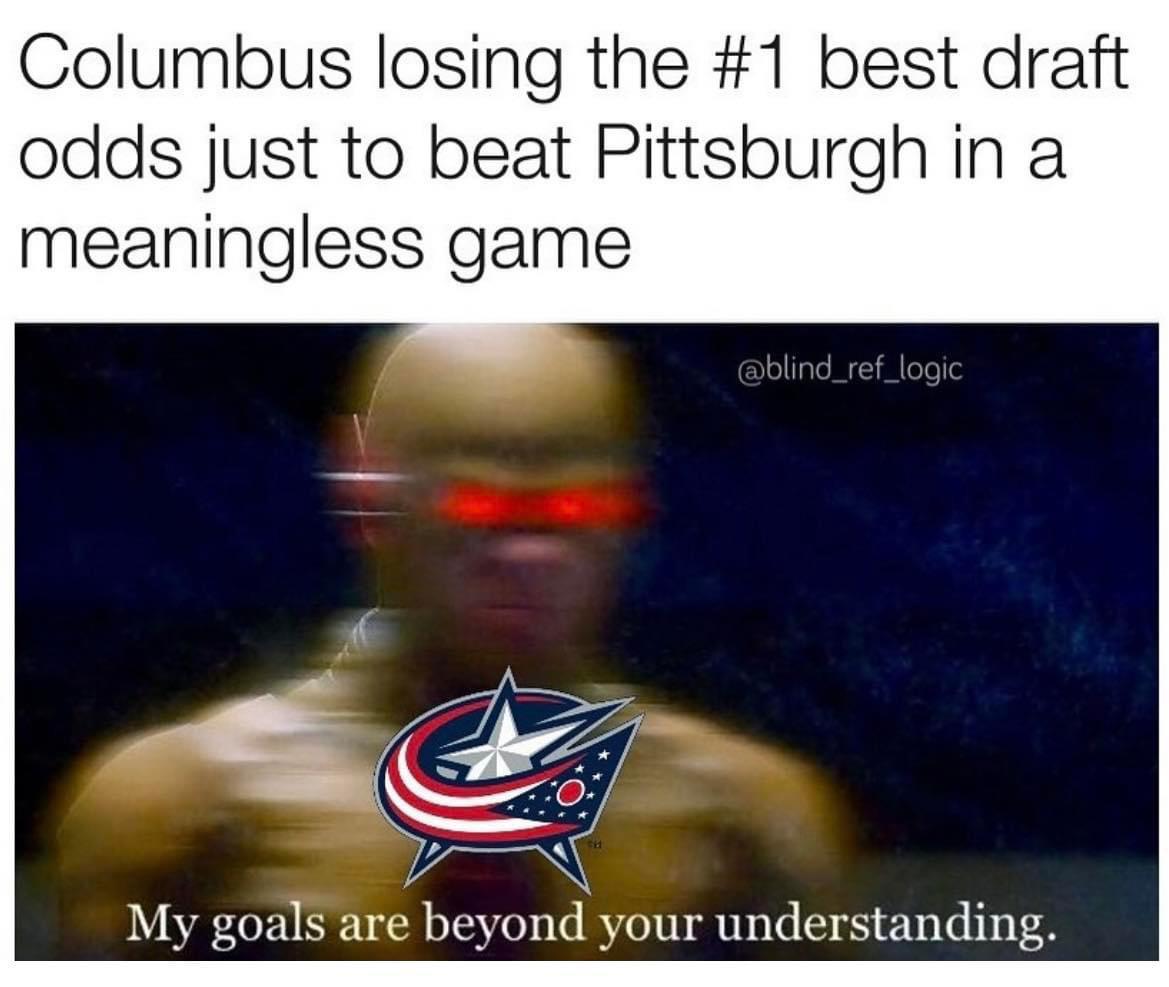 Columbus losing the #1 best draft
odds just to beat Pittsburgh in a
meaningless game
@blind_ref_logic
My goals are beyond your understanding.